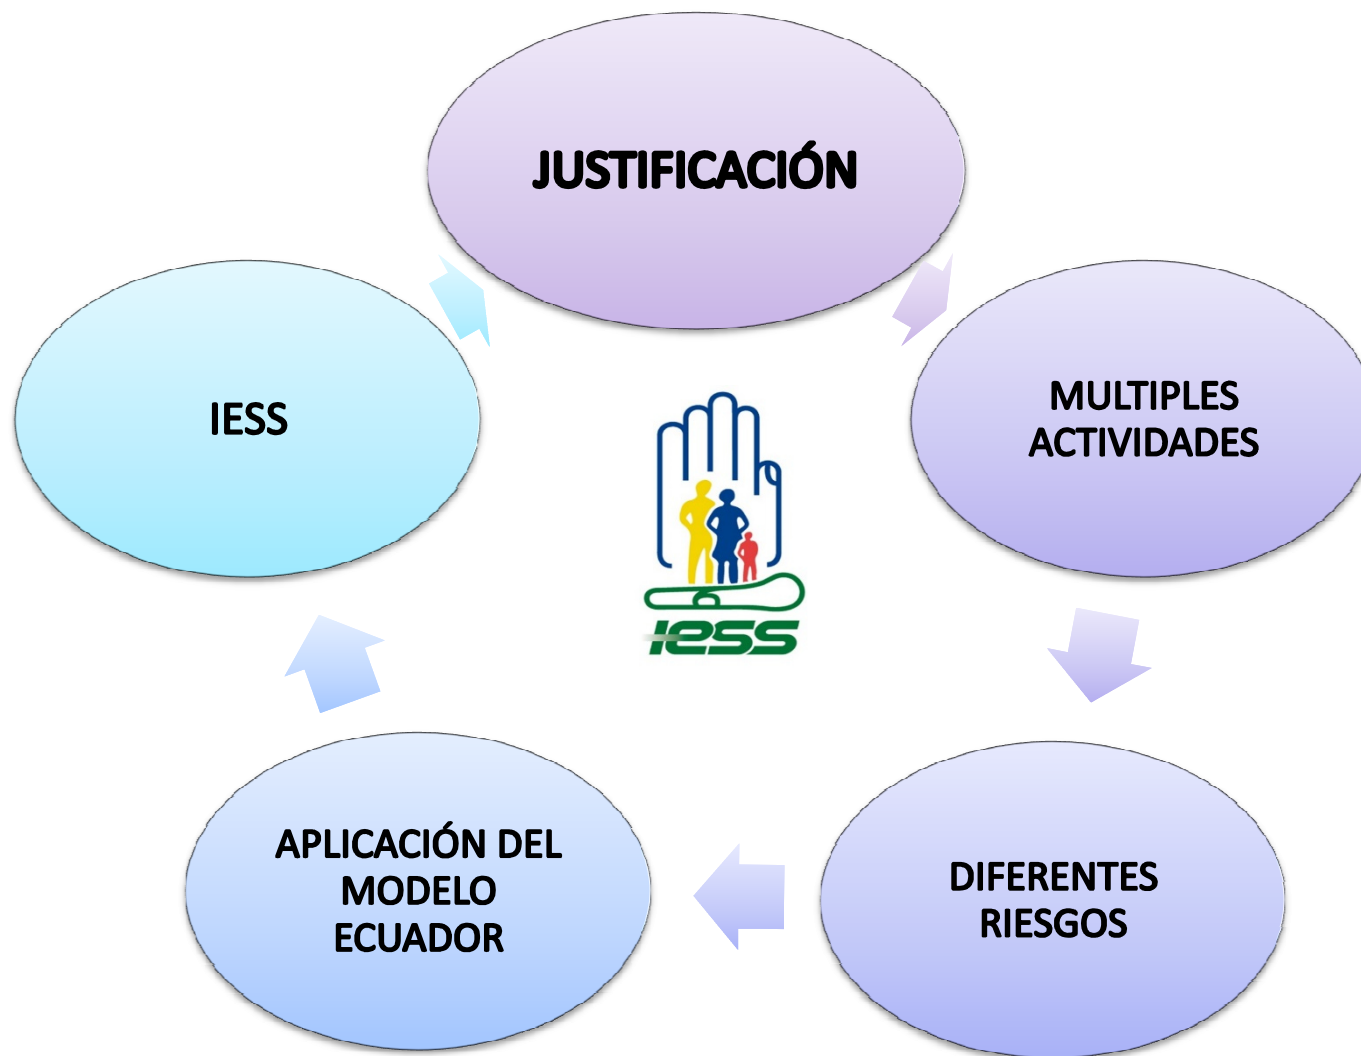 JUSTIFICACIÓN
MULTIPLES
ACTIVIDADES
DIFERENTES
RIESGOS
APLICACIÓN DEL
MODELO
ECUADOR
IESS
IESS